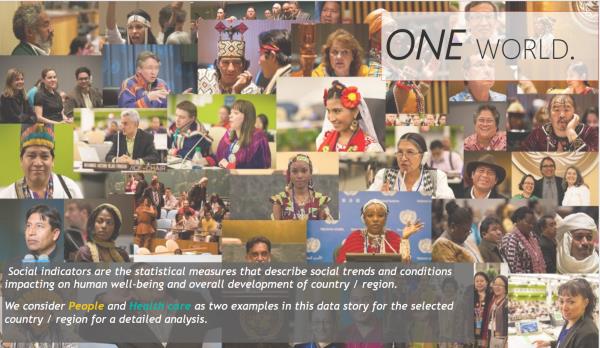 ONE WORLD.
Social indicators are the statistical measures that describe social trends and conditions
impacting on human well-being and overall development of country / region.
We consider People and Health care as two examples in this data story for the selected
country / region for a detailed analysis.